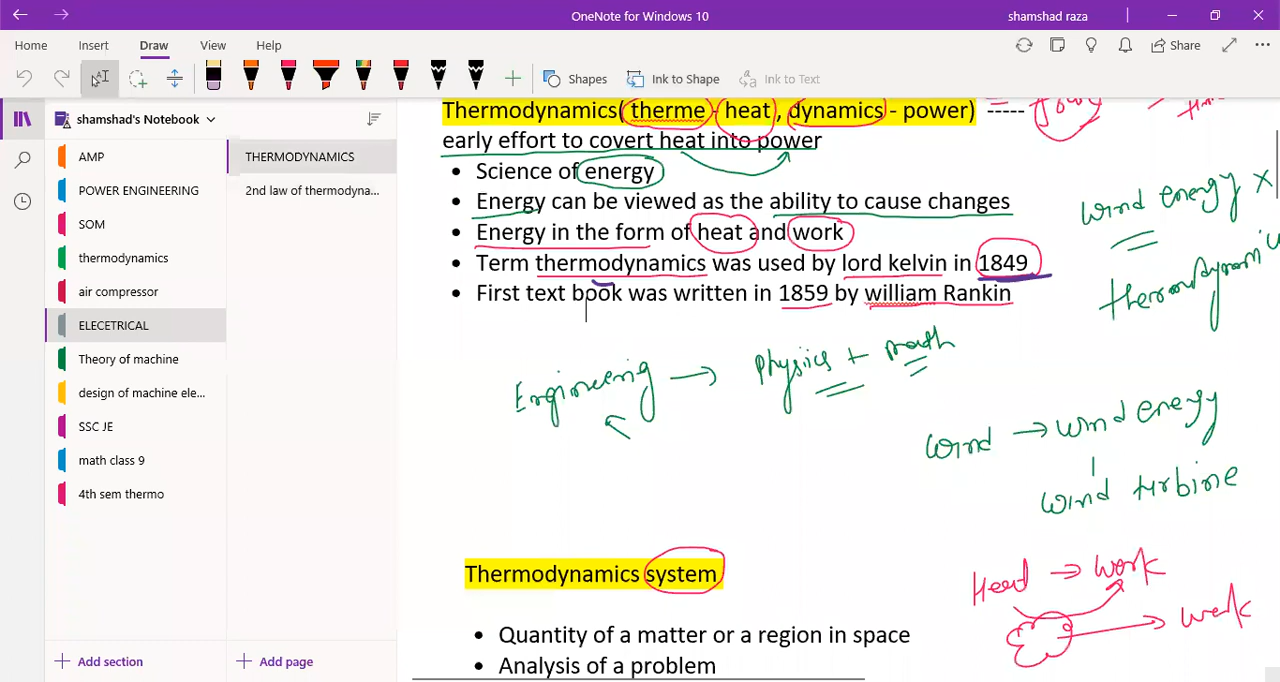 OneNote for Windows 10
shamshad raza
Home Insert Draw View Help
Share
Shapes Ink to Shape Ink to Text
shamshad's Notebook
AMP
POWER ENGINEERING
SOM
thermodynamics
air compressor
ELECETRICAL
Theory of machine
design of machine ele...
SSC JE
math class 9
4th sem thermo
Add section
THERMODYNAMICS
2nd law of thermodyna...
Add page
Thermodynamics( therme - heat , dynamics - power) -----
early effort to covert heat into power
• Science of energy
• Energy can be viewed as the ability to cause changes
• Energy in the form of heat and work
• Term thermodynamics was used by lord kelvin in 1849
• First text book was written in 1859 by william Rankin
wind energy X
Engineering → Physics + math
wind → wind energy
wind turbine
Thermodynamics system
Heat → work
work
• Quantity of a matter or a region in space
• Analysis of a problem